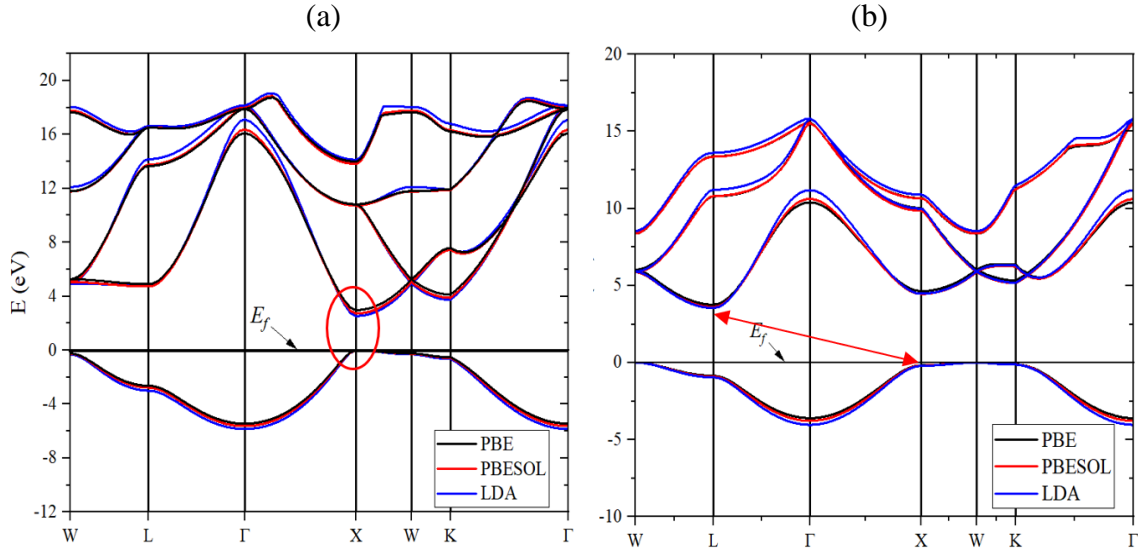 (a)
(b)
20
16
12
8
4
0
-4
-8
-12
E (eV)
E_f
PBE
PBESOL
LDA
W L Γ X W K Γ
20
15
10
5
0
-5
-10
E_f
PBE
PBESOL
LDA
W L Γ X W K Γ